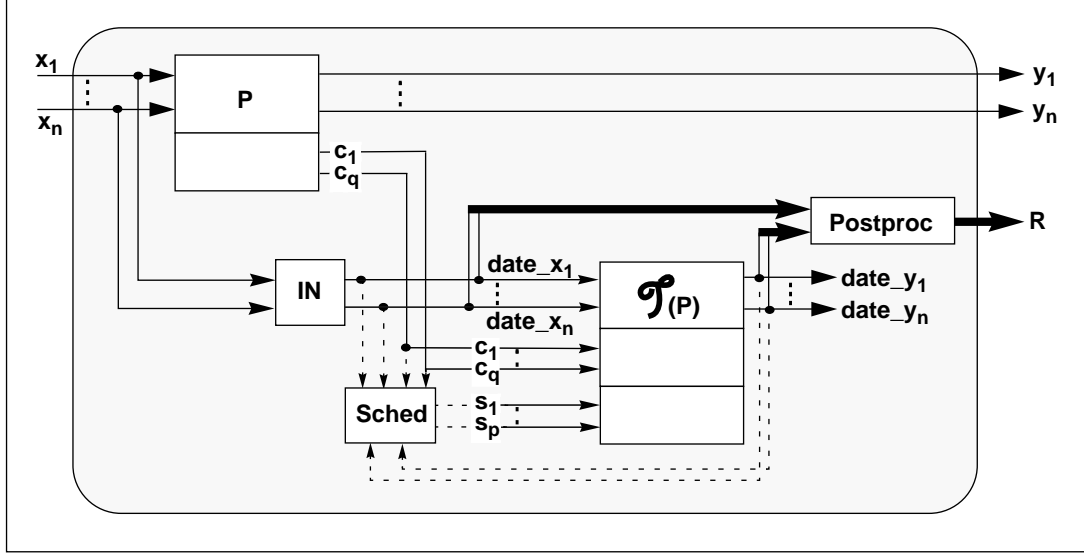 x1
xn
P
y1
yn
c1
cq
Postproc
R
IN
date_x1
date_xn
T(P)
date_y1
date_yn
c1
cq
Sched
s1
sp